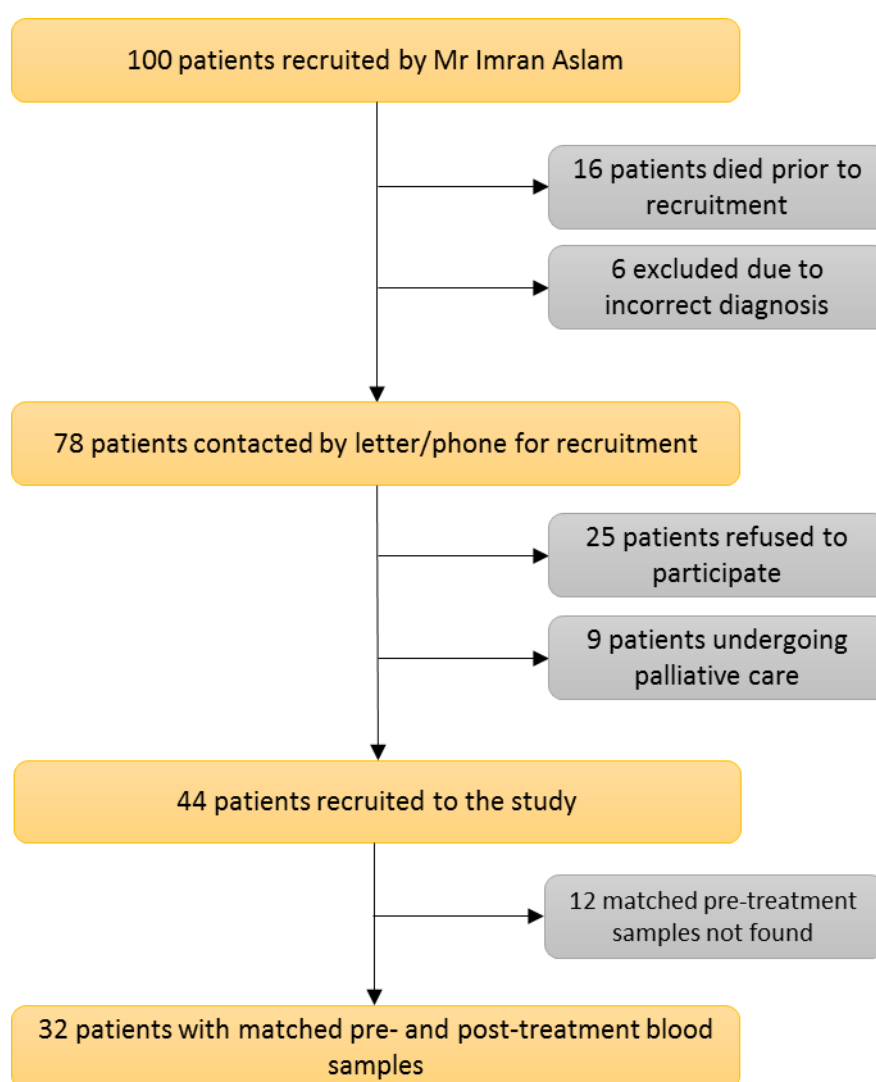 100 patients recruited by Mr Imran Aslam
16 patients died prior to
recruitment
6 excluded due to
incorrect diagnosis
78 patients contacted by letter/phone for recruitment
25 patients refused to
participate
9 patients undergoing
palliative care
44 patients recruited to the study
12 matched pre-treatment
samples not found
32 patients with matched pre- and post-treatment blood
samples